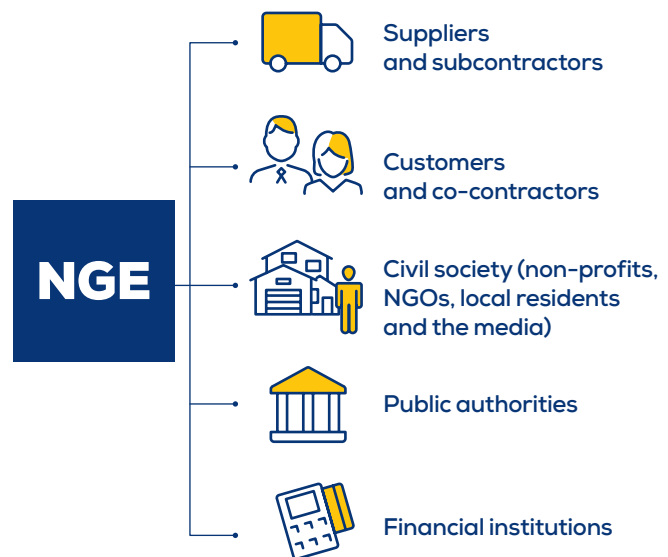 NGE
Suppliers
and subcontractors
Customers
and co-contractors
Civil society (non-profits,
NGOs, local residents
and the media)
Public authorities
Financial institutions